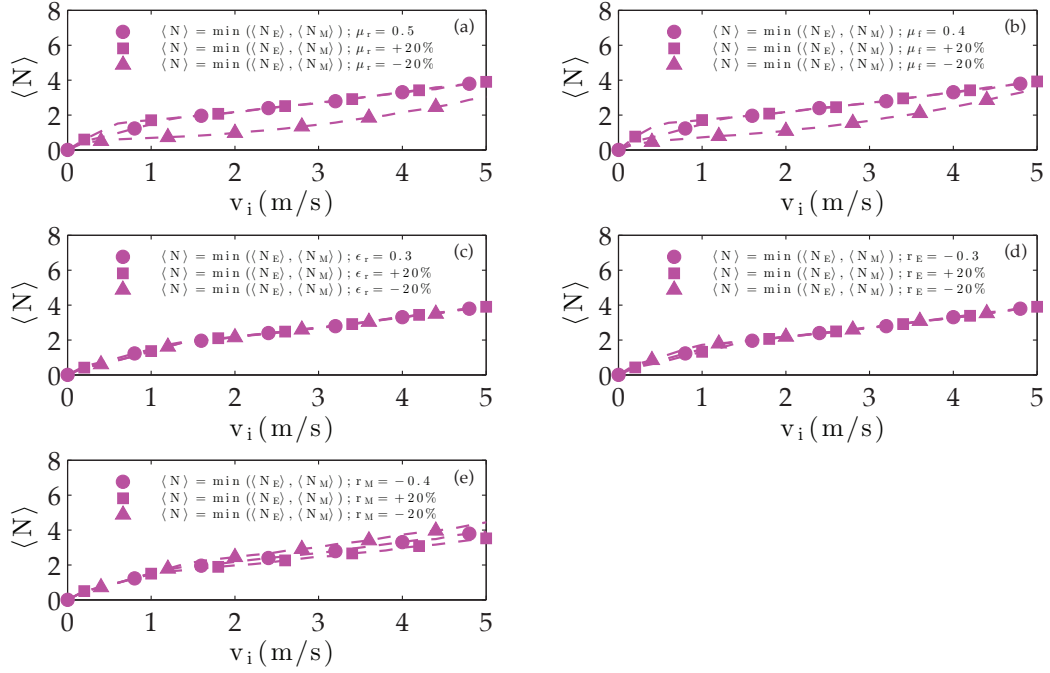 (a)
⟨N⟩ = min(⟨N_E⟩, ⟨N_M⟩); μ_r = 0.5
⟨N⟩ = min(⟨N_E⟩, ⟨N_M⟩); μ_r = +20%
⟨N⟩ = min(⟨N_E⟩, ⟨N_M⟩); μ_r = −20%
8
6
4
2
0
⟨N⟩
0 1 2 3 4 5
v_i (m/s)
(b)
⟨N⟩ = min(⟨N_E⟩, ⟨N_M⟩); μ_f = 0.4
⟨N⟩ = min(⟨N_E⟩, ⟨N_M⟩); μ_f = +20%
⟨N⟩ = min(⟨N_E⟩, ⟨N_M⟩); μ_f = −20%
8
6
4
2
0
⟨N⟩
0 1 2 3 4 5
v_i (m/s)
(c)
⟨N⟩ = min(⟨N_E⟩, ⟨N_M⟩); ϵ_r = 0.3
⟨N⟩ = min(⟨N_E⟩, ⟨N_M⟩); ϵ_r = +20%
⟨N⟩ = min(⟨N_E⟩, ⟨N_M⟩); ϵ_r = −20%
8
6
4
2
0
⟨N⟩
0 1 2 3 4 5
v_i (m/s)
(d)
⟨N⟩ = min(⟨N_E⟩, ⟨N_M⟩); r_E = −0.3
⟨N⟩ = min(⟨N_E⟩, ⟨N_M⟩); r_E = +20%
⟨N⟩ = min(⟨N_E⟩, ⟨N_M⟩); r_E = −20%
8
6
4
2
0
⟨N⟩
0 1 2 3 4 5
v_i (m/s)
(e)
⟨N⟩ = min(⟨N_E⟩, ⟨N_M⟩); r_M = −0.4
⟨N⟩ = min(⟨N_E⟩, ⟨N_M⟩); r_M = +20%
⟨N⟩ = min(⟨N_E⟩, ⟨N_M⟩); r_M = −20%
8
6
4
2
0
⟨N⟩
0 1 2 3 4 5
v_i (m/s)